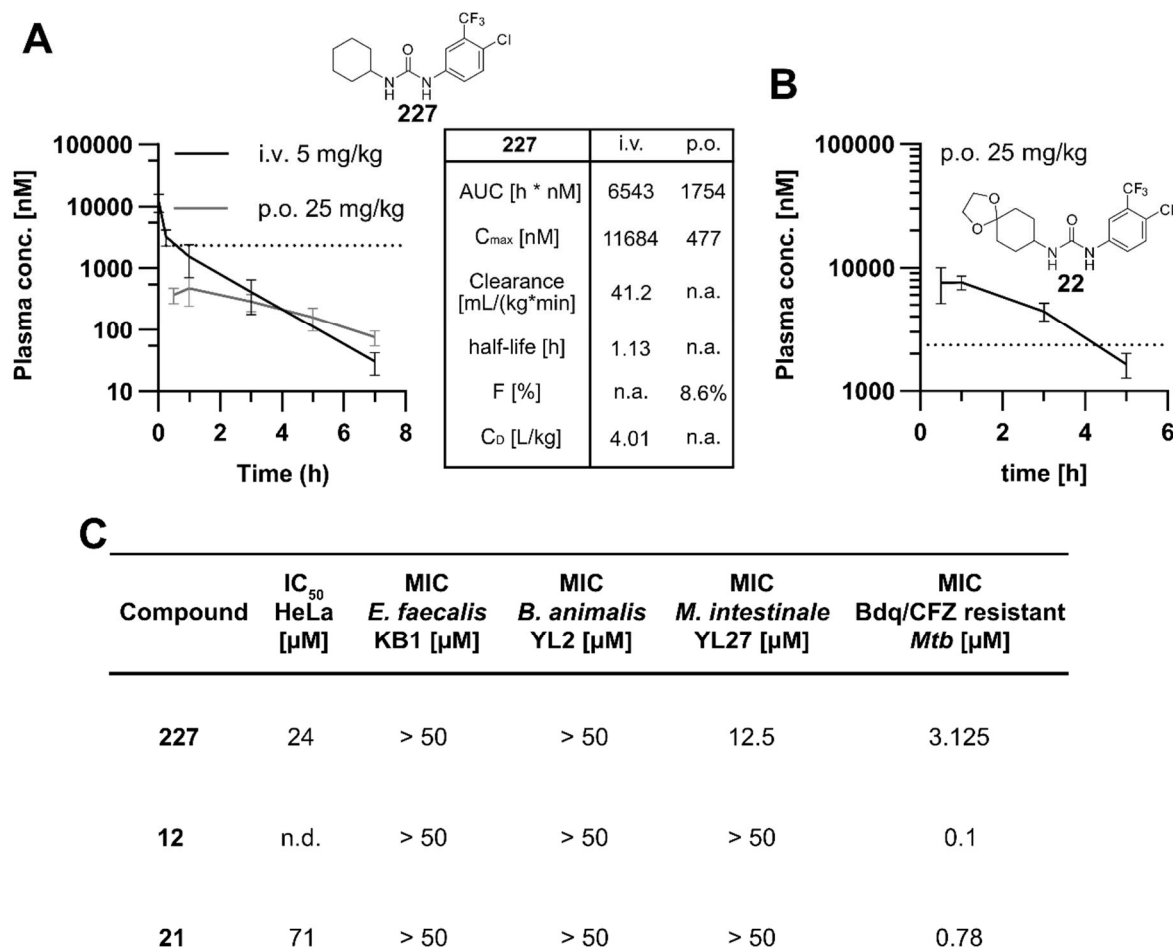 A
CF₃
Cl
O
N
H
N
H
227
100000
10000
1000
100
10
Plasma conc. [nM]
i.v. 5 mg/kg
p.o. 25 mg/kg
0 2 4 6 8
Time (h)
227 i.v. p.o.
AUC [h * nM] 6543 1754
Cmax [nM] 11684 477
Clearance
[mL/(kg*min] 41.2 n.a.
half-life [h] 1.13 n.a.
F [%] n.a. 8.6%
CD [L/kg] 4.01 n.a.
B
100000
10000
1000
Plasma conc. [nM]
p.o. 25 mg/kg
CF₃
Cl
O
O
O
N
H
N
H
22
0 2 4 6
time [h]
C
Compound
IC₅₀
HeLa
[µM]
MIC
E. faecalis
KB1 [µM]
MIC
B. animalis
YL2 [µM]
MIC
M. intestinale
YL27 [µM]
MIC
Bdq/CFZ resistant
Mtb [µM]
227 24 > 50 > 50 12.5 3.125
12 n.d. > 50 > 50 > 50 0.1
21 71 > 50 > 50 > 50 0.78